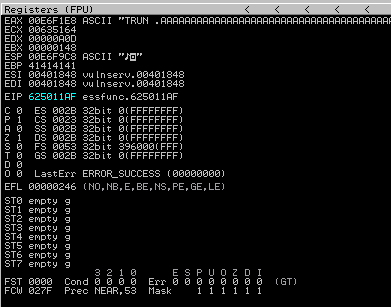 Registers (FPU) < < < <
EAX 00E6F1E8 ASCII "TRUN .AAAAAAAAAAAAAAAAAAAAAAAAAAAAAAAAAA
ECX 00635164
EDX 00000A0D
EBX 00000148
ESP 00E6F9C8 ASCII "♪◙"
EBP 41414141
ESI 00401848 vulnserv.00401848
EDI 00401848 vulnserv.00401848
EIP 625011AF essfunc.625011AF
C 0 ES 002B 32bit 0(FFFFFFFF)
P 1 CS 0023 32bit 0(FFFFFFFF)
A 0 SS 002B 32bit 0(FFFFFFFF)
Z 1 DS 002B 32bit 0(FFFFFFFF)
S 0 FS 0053 32bit 396000(FFF)
T 0 GS 002B 32bit 0(FFFFFFFF)
D 0
O 0 LastErr ERROR_SUCCESS (00000000)
EFL 00000246 (NO,NB,E,BE,NS,PE,GE,LE)
ST0 empty g
ST1 empty g
ST2 empty g
ST3 empty g
ST4 empty g
ST5 empty g
ST6 empty g
ST7 empty g
3 2 1 0 E S P U O Z D I
FST 0000 Cond 0 0 0 0 Err 0 0 0 0 0 0 0 0 (GT)
FCW 027F Prec NEAR,53 Mask 1 1 1 1 1 1